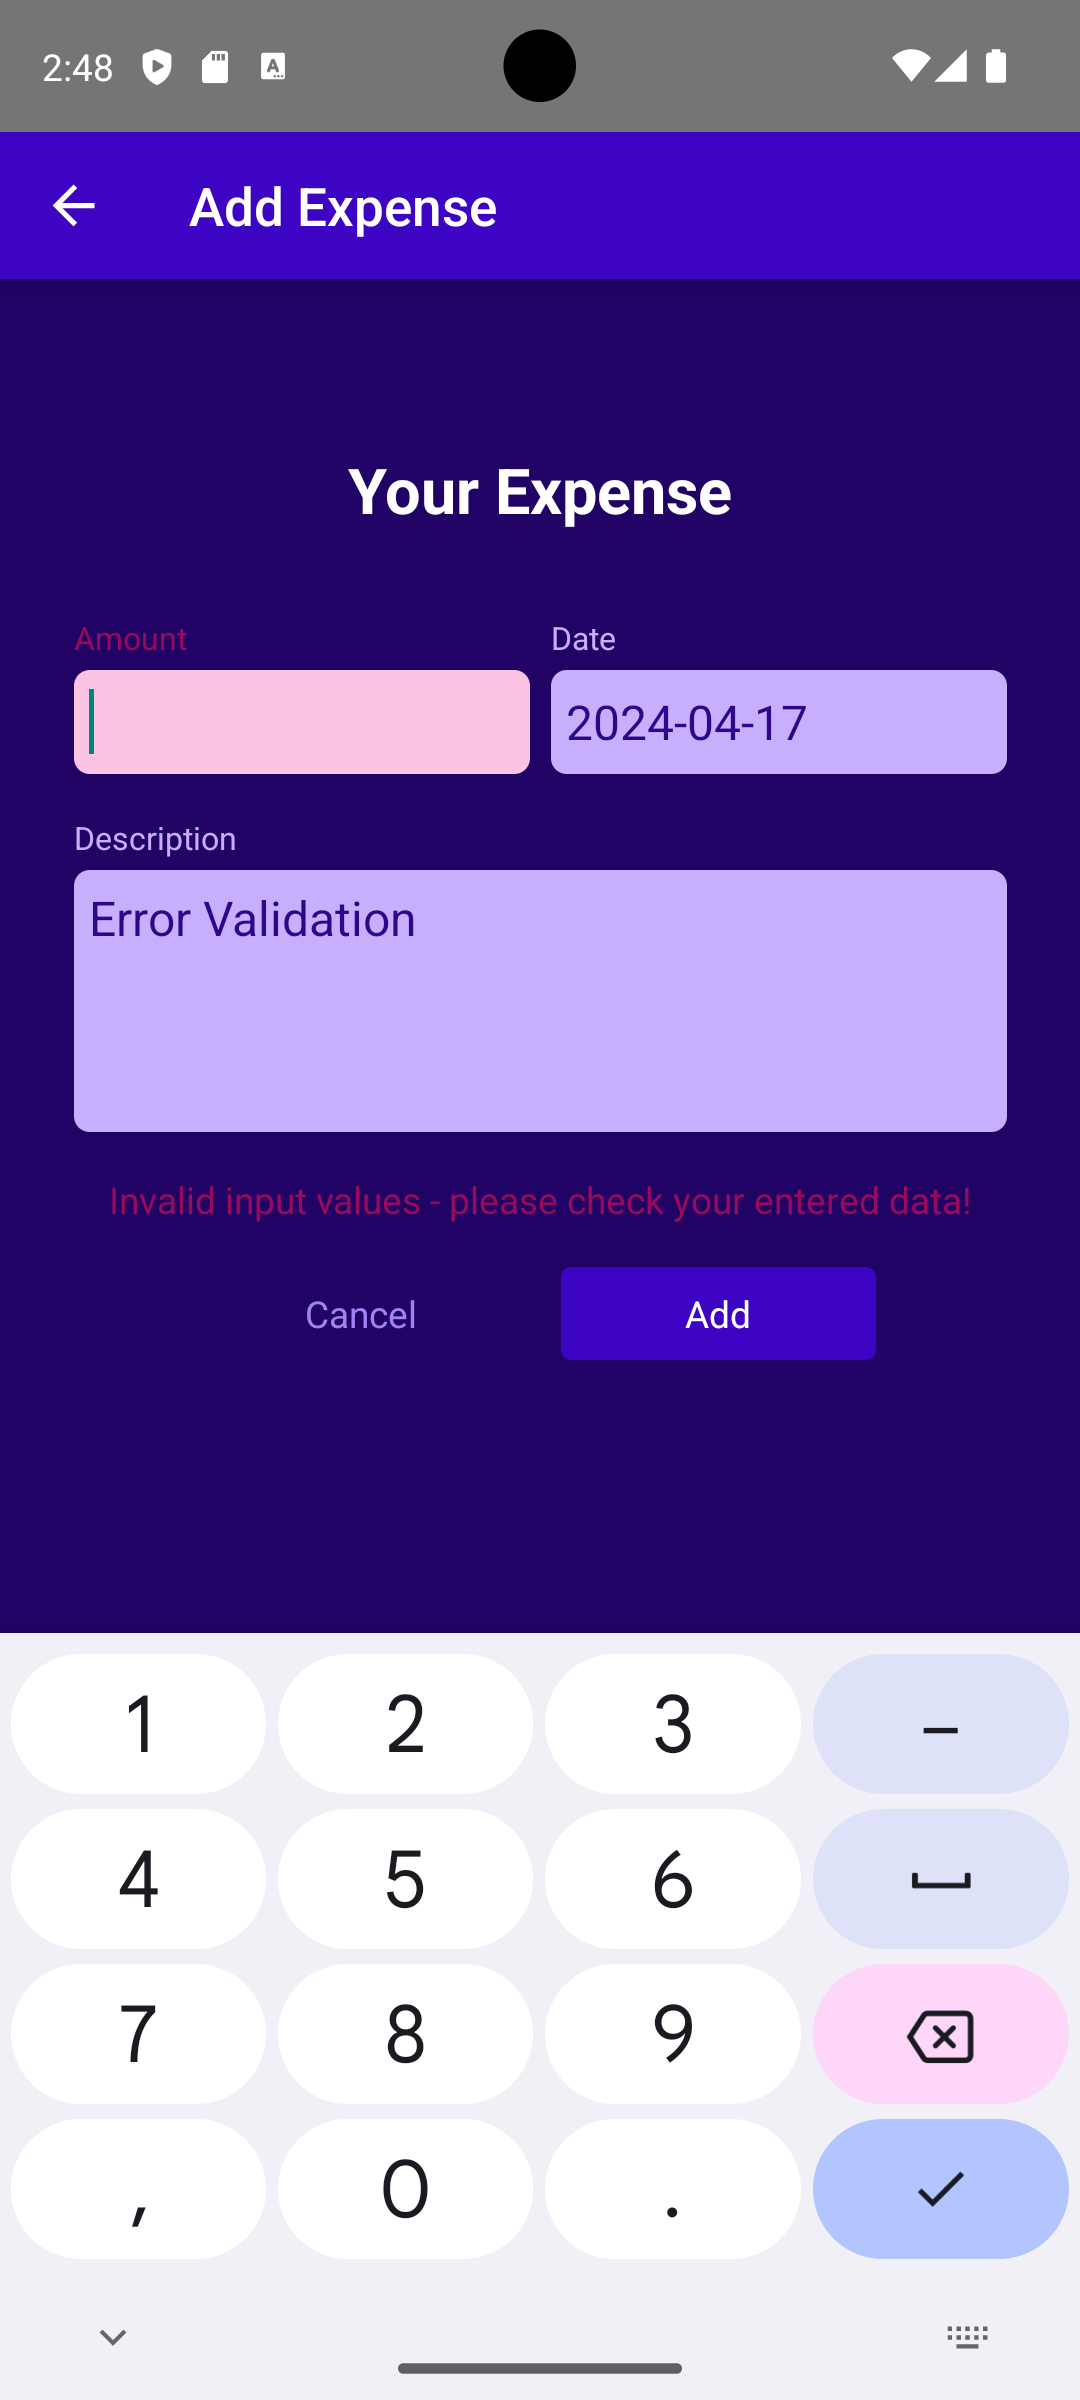 2:48
Add Expense
Your Expense
Amount
Date
2024-04-17
Description
Error Validation
Invalid input values - please check your entered data!
Cancel
Add
1 2 3 –
4 5 6
7 8 9
, 0 .